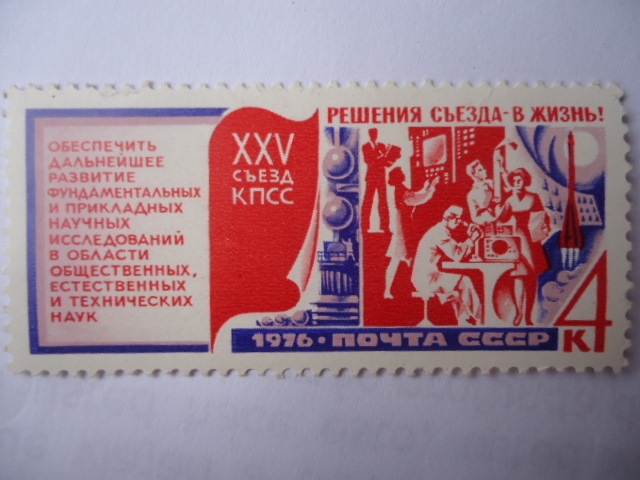 ОБЕСПЕЧИТЬ
ДАЛЬНЕЙШЕЕ
РАЗВИТИЕ
ФУНДАМЕНТАЛЬНЫХ
И ПРИКЛАДНЫХ
НАУЧНЫХ
ИССЛЕДОВАНИЙ
В ОБЛАСТИ
ОБЩЕСТВЕННЫХ,
ЕСТЕСТВЕННЫХ
И ТЕХНИЧЕСКИХ
НАУК
XXV
СЪЕЗД
КПСС
РЕШЕНИЯ СЪЕЗДА - В ЖИЗНЬ!
4
К
1976 • ПОЧТА СССР